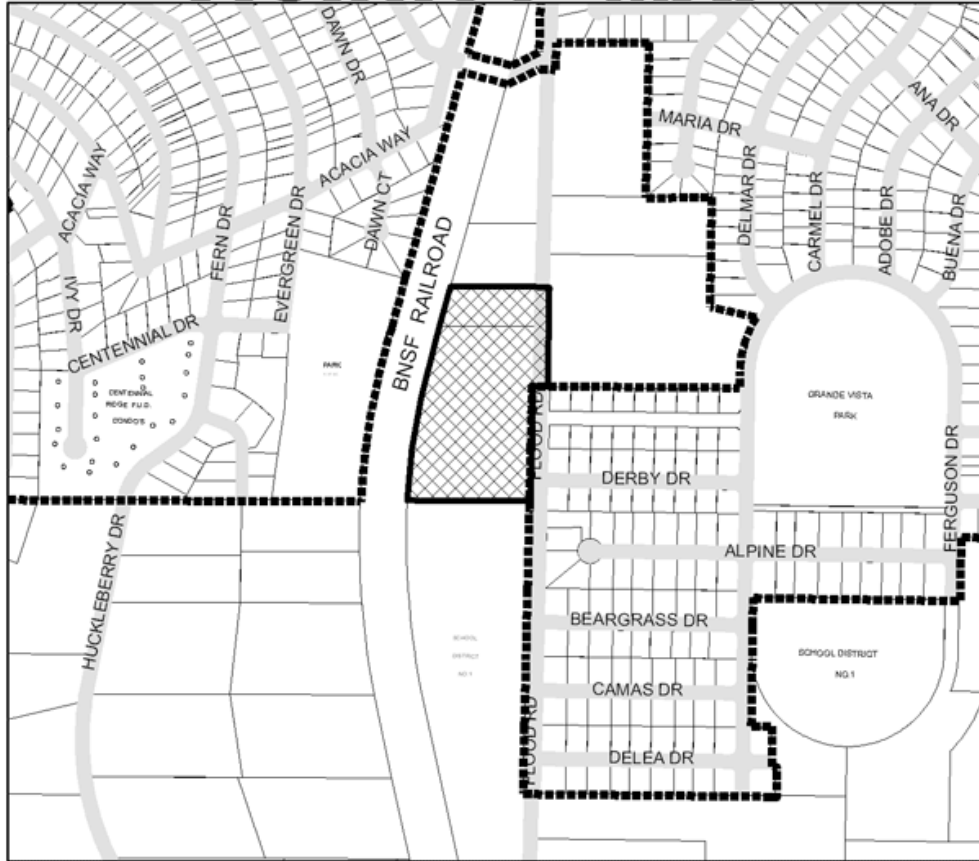 DAWN DR
ANA DR
MARIA DR
ACACIA WAY
ACACIA WAY
DELMAR DR
CARMEL DR
ADOBE DR
BUENA DR
DAWN CT
FERN DR
EVERGREEN DR
IVY DR
BNSF RAILROAD
CENTENNIAL DR
PARK
CENTENNIAL
RIDGE P.U.D.
CONDO'S
GRANDE VISTA
PARK
FLOOD RD
DERBY DR
FERGUSON DR
ALPINE DR
HUCKLEBERRY DR
BEARGRASS DR
SCHOOL
DISTRICT
NO.1
SCHOOL DISTRICT
NO.1
CAMAS DR
FLOOD RD
DELEA DR